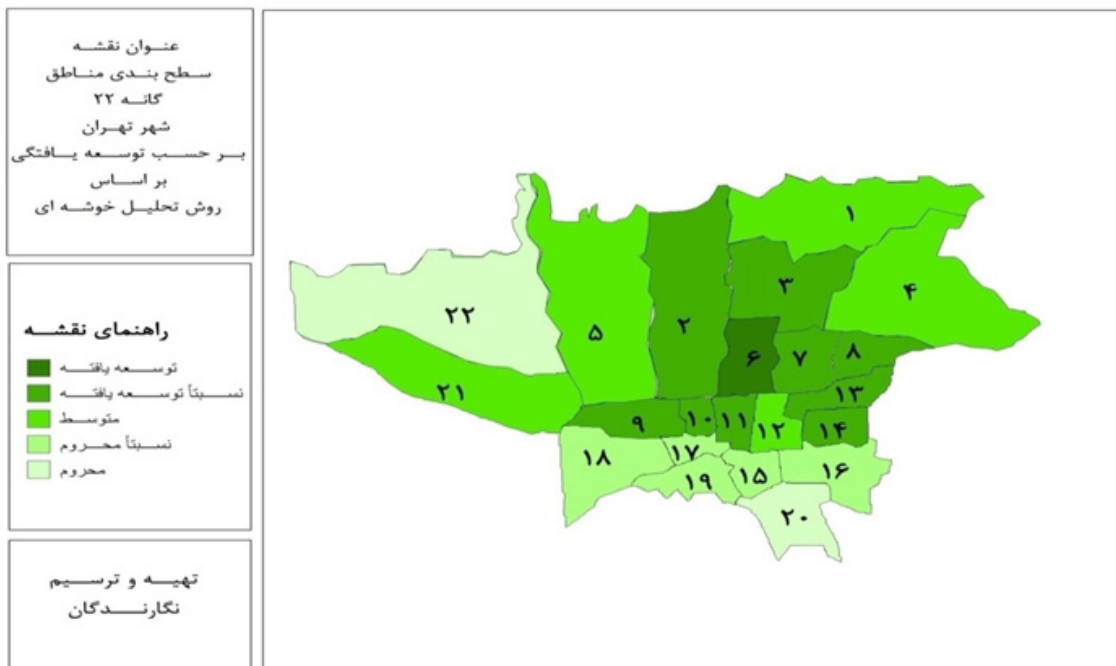 عنوان نقشه
سطح بندی مناطق
گانه ۲۲
شهر تهران
بر حسب توسعه یافتگی
بر اساس
روش تحلیل خوشه ای
راهنمای نقشه
توسعه یافته
نسبتاً توسعه یافته
متوسط
نسبتاً محروم
محروم
تهیه و ترسیم
نگارندگان
۱
۳
۴
۲۲
۵
۲
۶
۷
۸
۲۱
۱۳
۹
۱۰
۱۱
۱۲
۱۴
۱۸
۱۷
۱۹
۱۵
۱۶
۲۰